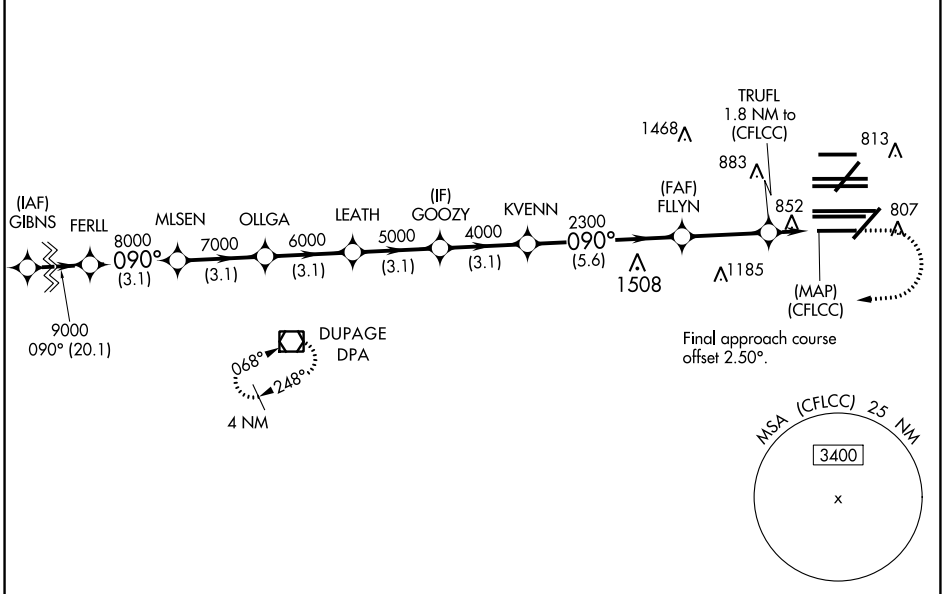 TRUFL
1.8 NM to
(CFLCC)
1468
813
883
(IAF)
GIBNS
FERLL
MLSEN
OLLGA
LEATH
(IF)
GOOZY
KVENN
(FAF)
FLLYN
852
807
8000
090°
(3.1)
7000
(3.1)
6000
(3.1)
5000
(3.1)
4000
(3.1)
2300
090°
(5.6)
1508
1185
(MAP)
(CFLCC)
9000
090° (20.1)
DUPAGE
DPA
068°
248°
4 NM
Final approach course
offset 2.50°.
MSA (CFLCC) 25 NM
3400
x